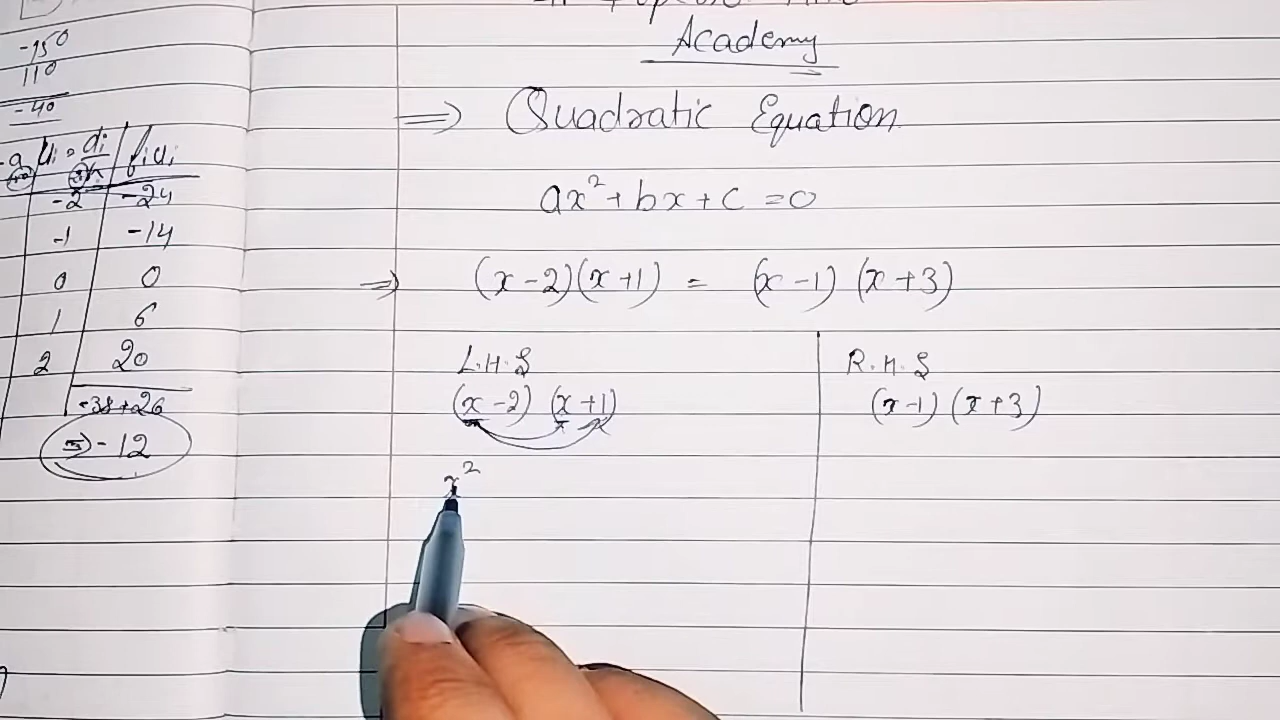 Academy
⇒ Quadratic Equation
ax²+bx+c=0
⇒ (x-2)(x+1) = (x-1) (x+3)
L.H.S
(x-2) (x+1)
x²
R.H.S
(x-1) (x+3)
-150
110
-40
-2 -24
-1 -14
0 0
1 6
2 20
-38+26
⇒ -12